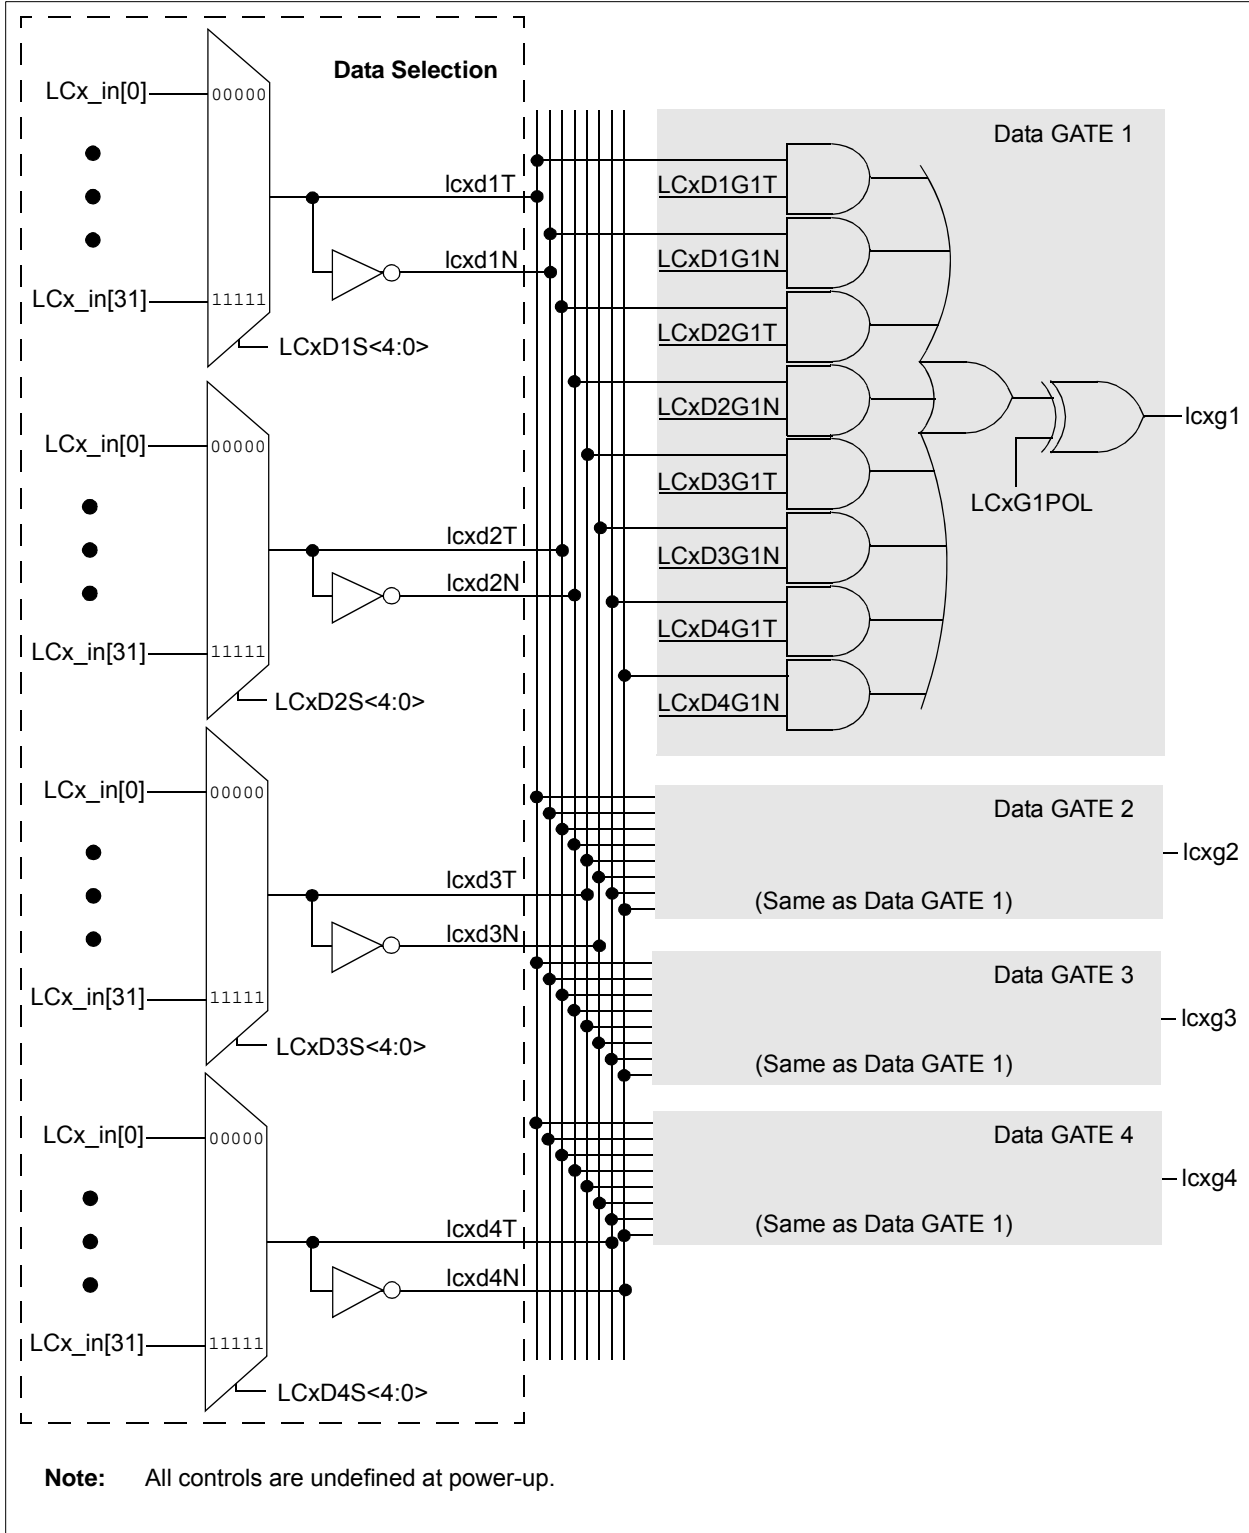 Data Selection
LCx_in[0]
00000
LCx_in[31]
11111
LCxD1S<4:0>
lcxd1T
lcxd1N
LCx_in[0]
00000
LCx_in[31]
11111
LCxD2S<4:0>
lcxd2T
lcxd2N
LCx_in[0]
00000
LCx_in[31]
11111
LCxD3S<4:0>
lcxd3T
lcxd3N
LCx_in[0]
00000
LCx_in[31]
11111
LCxD4S<4:0>
lcxd4T
lcxd4N
Data GATE 1
LCxD1G1T
LCxD1G1N
LCxD2G1T
LCxD2G1N
LCxD3G1T
LCxD3G1N
LCxD4G1T
LCxD4G1N
LCxG1POL
lcxg1
Data GATE 2
(Same as Data GATE 1)
lcxg2
Data GATE 3
(Same as Data GATE 1)
lcxg3
Data GATE 4
(Same as Data GATE 1)
lcxg4
Note: All controls are undefined at power-up.